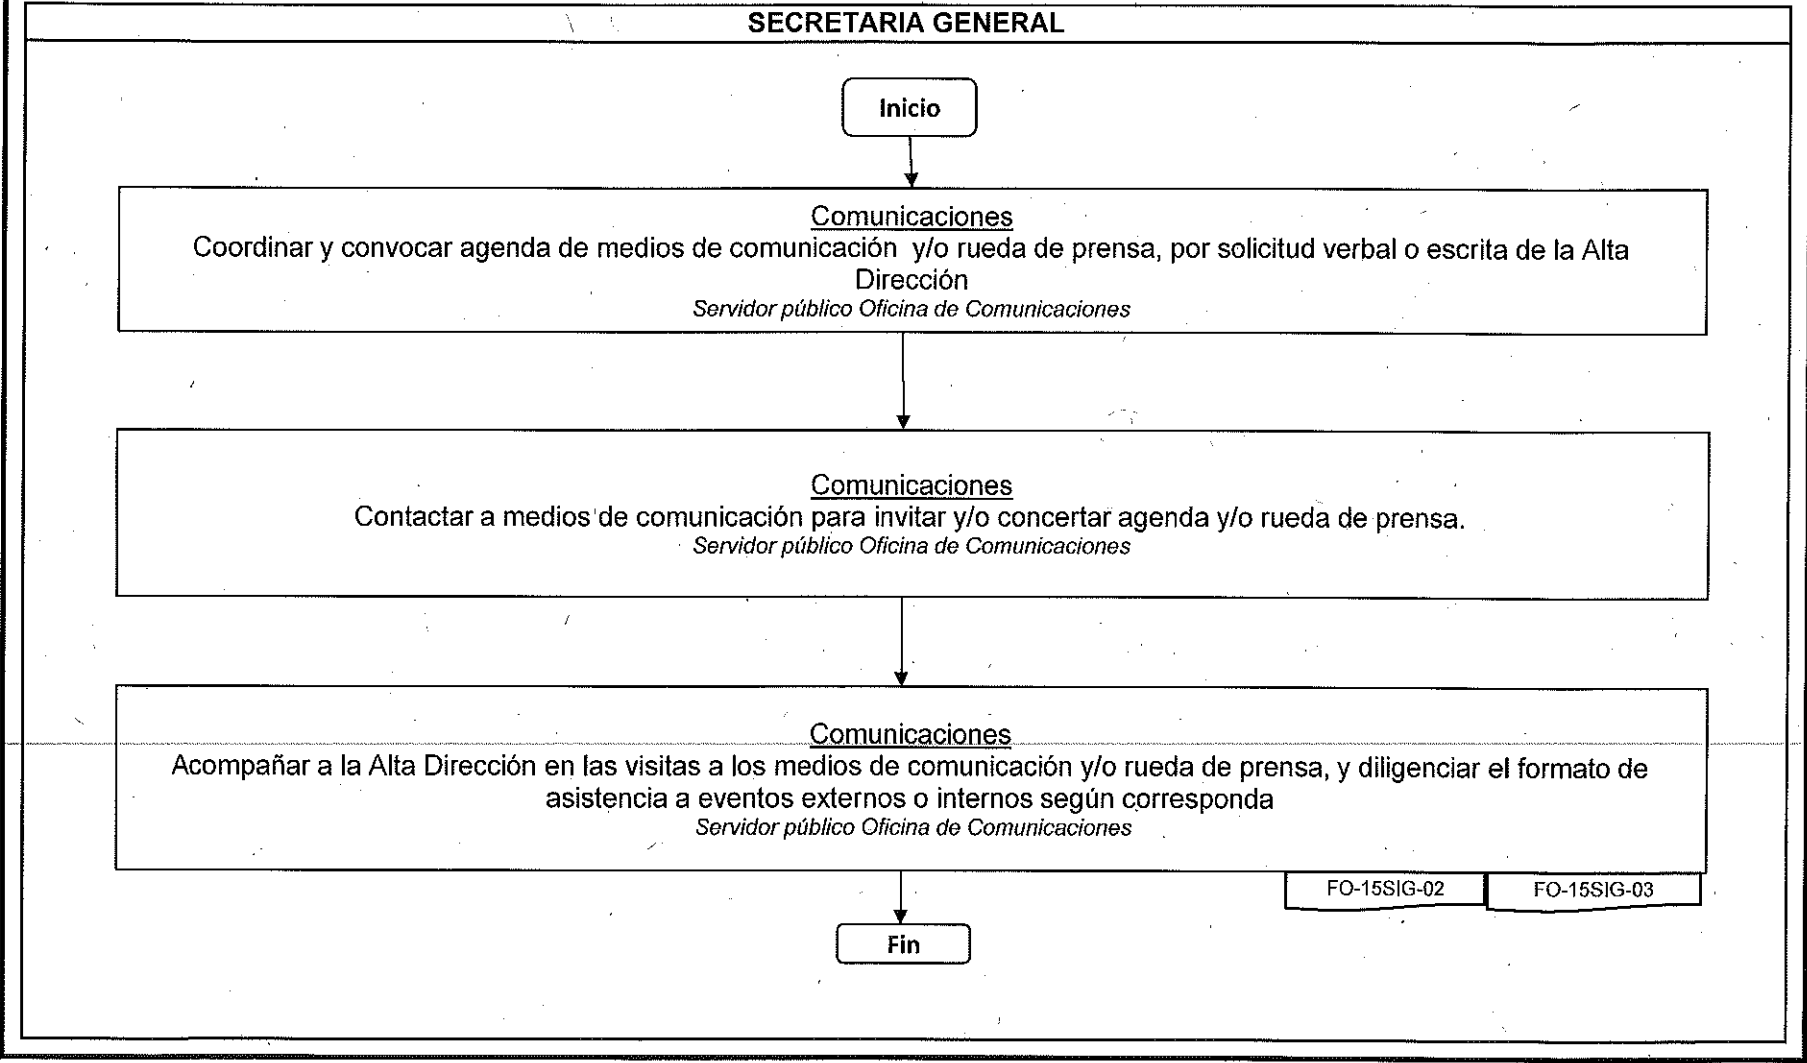 SECRETARIA GENERAL
Inicio
Comunicaciones
Coordinar y convocar agenda de medios de comunicación y/o rueda de prensa, por solicitud verbal o escrita de la Alta
Dirección
Servidor público Oficina de Comunicaciones
Comunicaciones
Contactar a medios de comunicación para invitar y/o concertar agenda y/o rueda de prensa.
Servidor público Oficina de Comunicaciones
Comunicaciones
Acompañar a la Alta Dirección en las visitas a los medios de comunicación y/o rueda de prensa, y diligenciar el formato de
asistencia a eventos externos o internos según corresponda
Servidor público Oficina de Comunicaciones
FO-15SIG-02 FO-15SIG-03
Fin